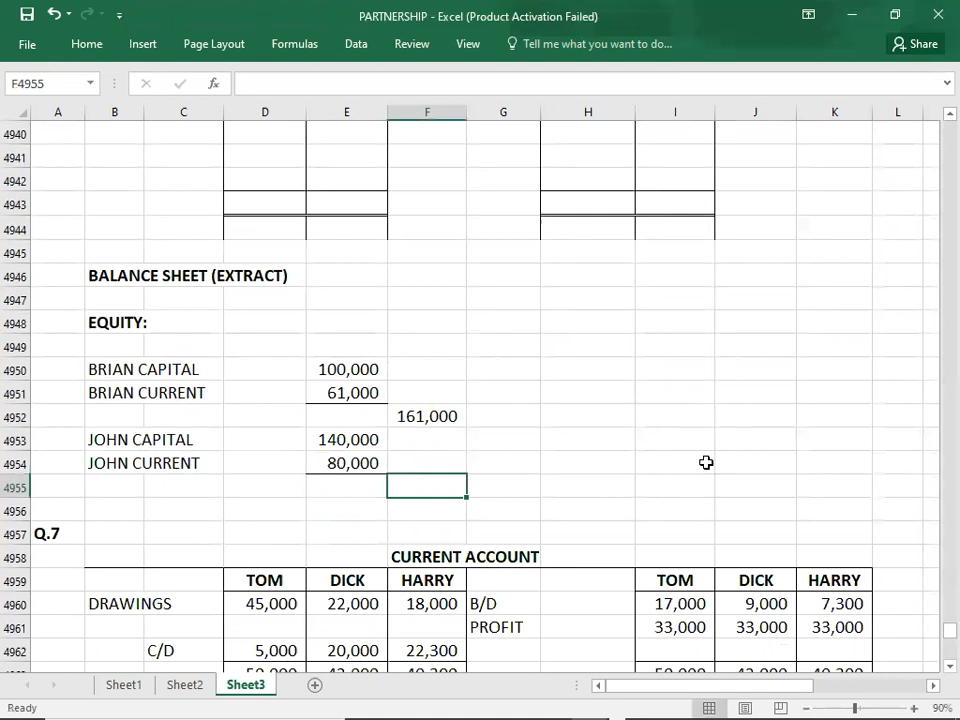 PARTNERSHIP - Excel (Product Activation Failed)
File Home Insert Page Layout Formulas Data Review View Tell me what you want to do... Share
F4955 fx
A B C D E F G H I J K L
4940
4941
4942
4943
4944
4945
4946 BALANCE SHEET (EXTRACT)
4947
4948 EQUITY:
4949
4950 BRIAN CAPITAL 100,000
4951 BRIAN CURRENT 61,000
4952 161,000
4953 JOHN CAPITAL 140,000
4954 JOHN CURRENT 80,000
4955
4956
4957 Q.7
4958 CURRENT ACCOUNT
4959 TOM DICK HARRY TOM DICK HARRY
4960 DRAWINGS 45,000 22,000 18,000 B/D 17,000 9,000 7,300
4961 PROFIT 33,000 33,000 33,000
4962 C/D 5,000 20,000 22,300
Sheet1 Sheet2 Sheet3
Ready 90%